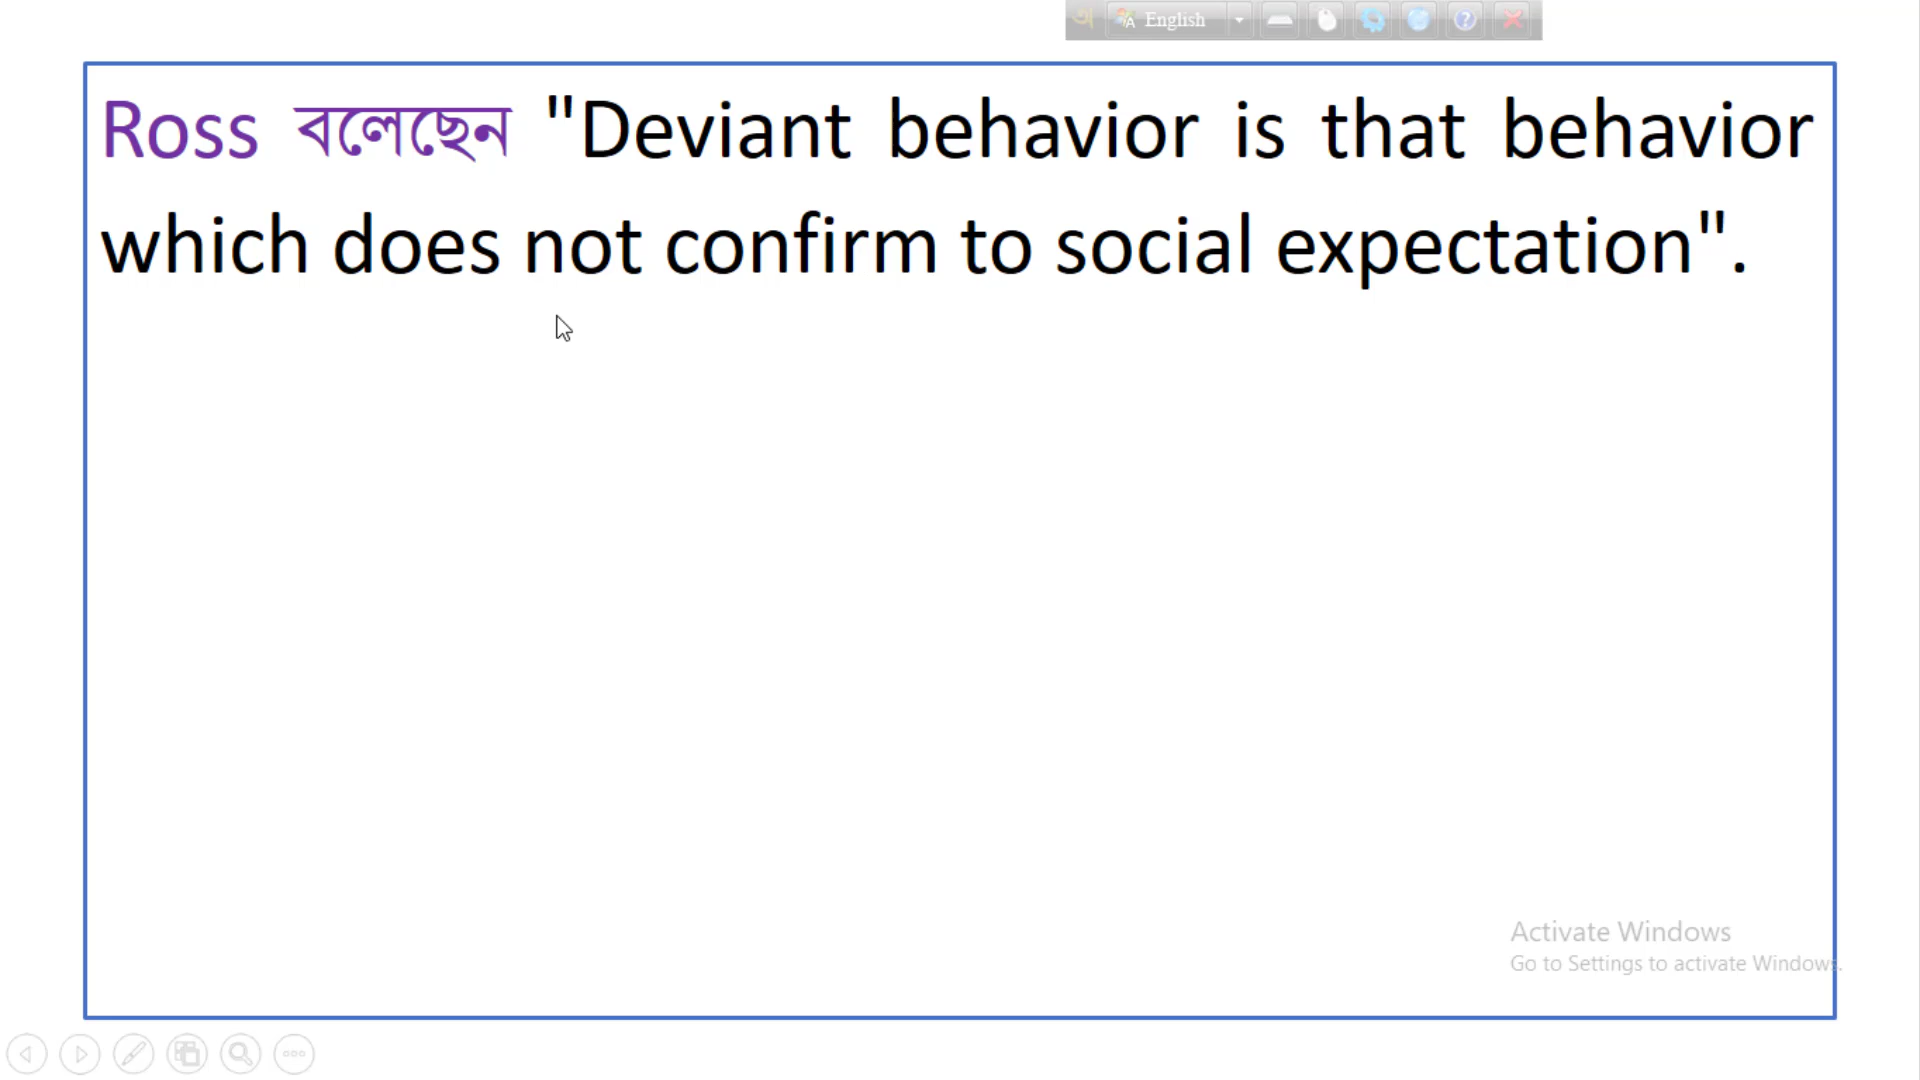 English
Ross বলেছেন "Deviant behavior is that behavior
which does not confirm to social expectation".
Activate Windows
Go to Settings to activate Windows.